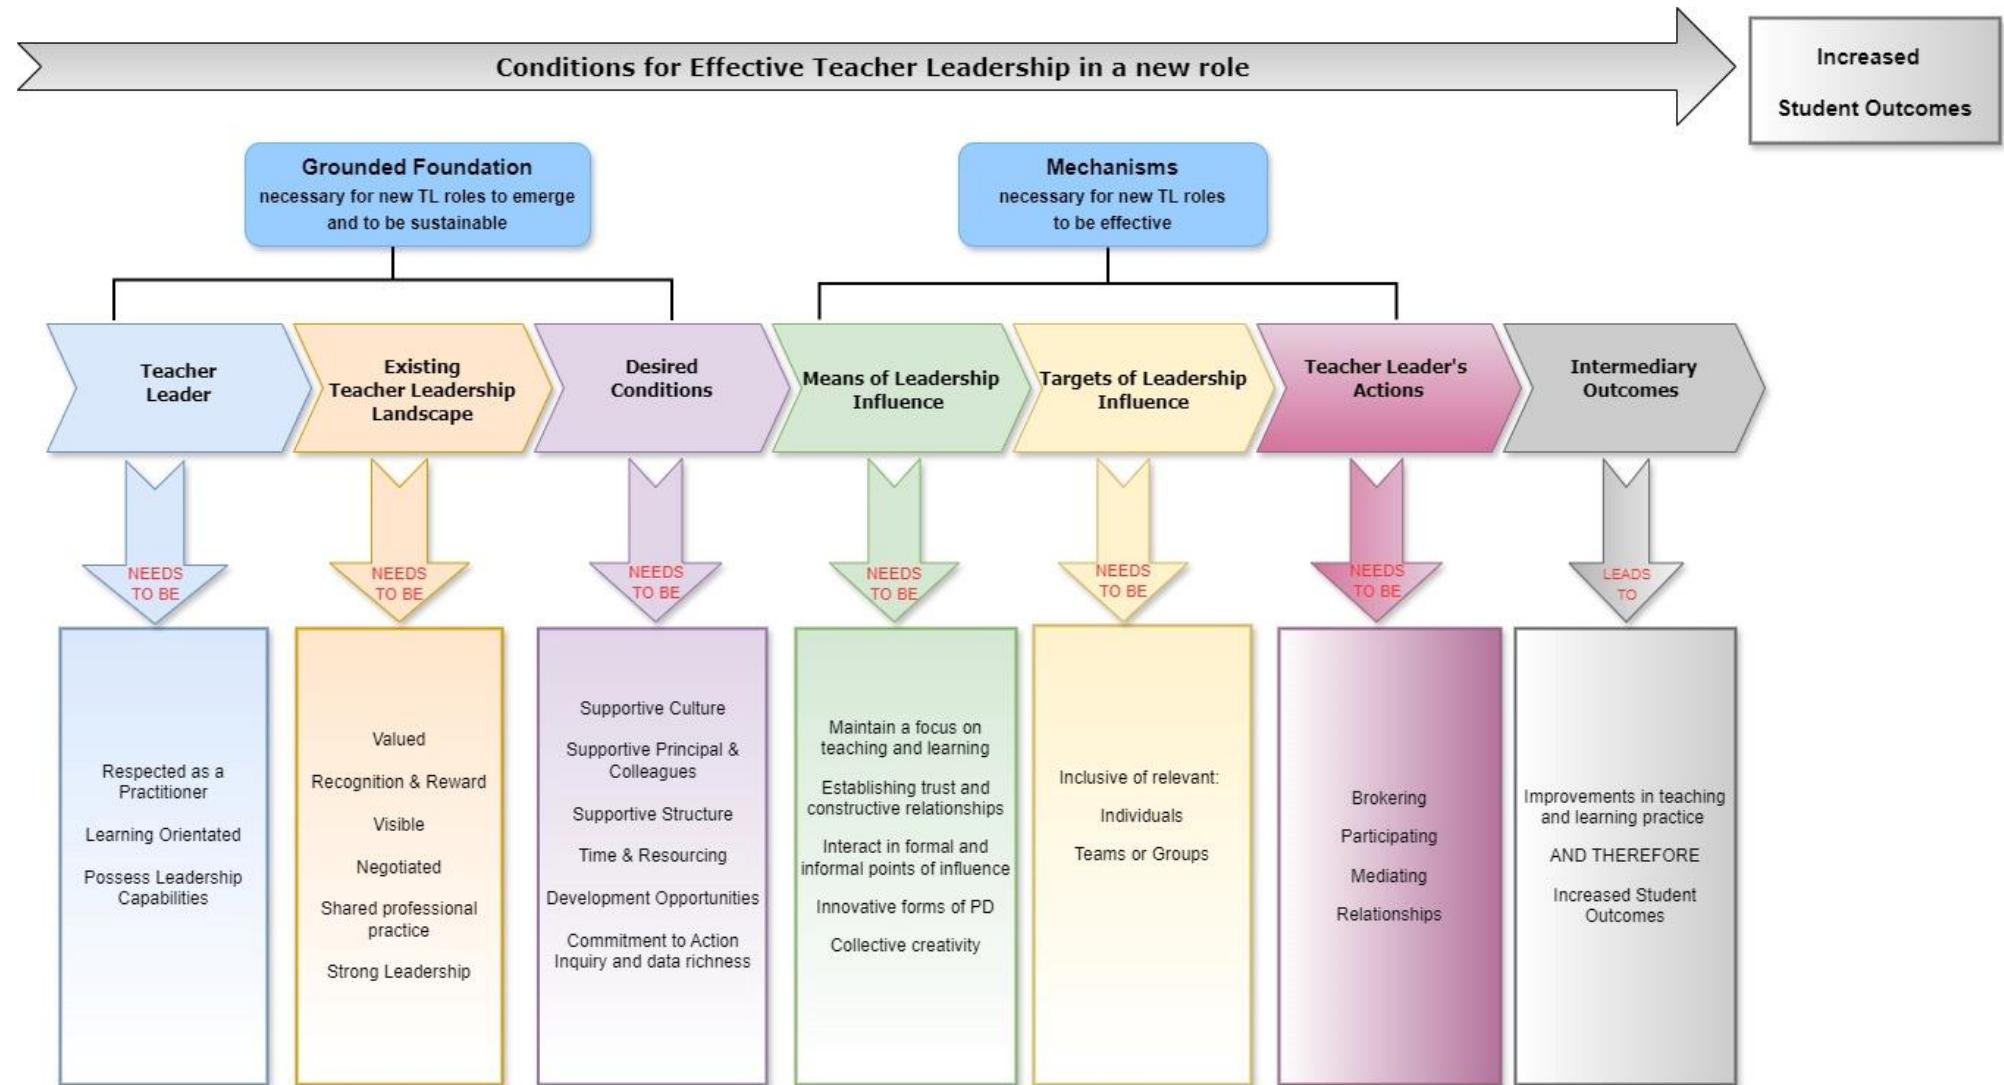 Conditions for Effective Teacher Leadership in a new role
Increased
Student Outcomes
Grounded Foundation
necessary for new TL roles to emerge
and to be sustainable
Mechanisms
necessary for new TL roles
to be effective
Teacher
Leader
Existing
Teacher Leadership
Landscape
Desired
Conditions
Means of Leadership
Influence
Targets of Leadership
Influence
Teacher Leader's
Actions
Intermediary
Outcomes
NEEDS
TO BE
NEEDS
TO BE
NEEDS
TO BE
NEEDS
TO BE
NEEDS
TO BE
NEEDS
TO BE
LEADS
TO
Respected as a
Practitioner
Learning Orientated
Possess Leadership
Capabilities
Valued
Recognition & Reward
Visible
Negotiated
Shared professional
practice
Strong Leadership
Supportive Culture
Supportive Principal &
Colleagues
Supportive Structure
Time & Resourcing
Development Opportunities
Commitment to Action
Inquiry and data richness
Maintain a focus on
teaching and learning
Establishing trust and
constructive relationships
Interact in formal and
informal points of influence
Innovative forms of PD
Collective creativity
Inclusive of relevant:
Individuals
Teams or Groups
Brokering
Participating
Mediating
Relationships
Improvements in teaching
and learning practice
AND THEREFORE
Increased Student
Outcomes